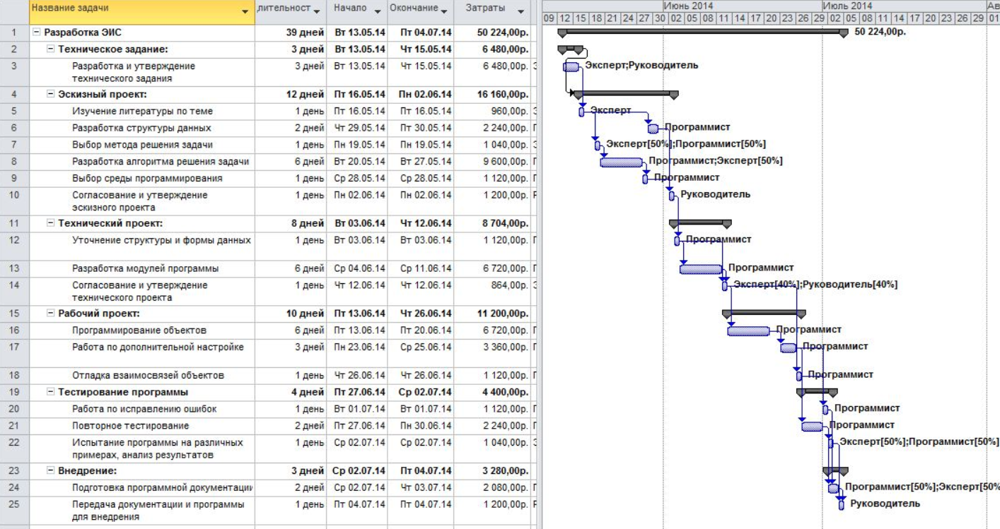 Название задачи длительност Начало Окончание Затраты
Июнь 2014 Июль 2014 Ав
09 12 15 18 21 24 27 30 02 05 08 11 14 17 20 23 26 29 02 05 08 11 14 17 20 23 26 29 01
1 Разработка ЭИС 39 дней Вт 13.05.14 Пт 04.07.14 50 224,00р. 50 224,00р.
2 Техническое задание: 3 дней Вт 13.05.14 Чт 15.05.14 6 480,00р.
3 Разработка и утверждение 3 дней Вт 13.05.14 Чт 15.05.14 6 480,00р. Эксперт;Руководитель
технического задания
4 Эскизный проект: 12 дней Пт 16.05.14 Пн 02.06.14 16 160,00р.
5 Изучение литературы по теме 1 день Пт 16.05.14 Пт 16.05.14 960,00р. Эксперт
6 Разработка структуры данных 2 дней Чт 29.05.14 Пт 30.05.14 2 240,00р. Программист
7 Выбор метода решения задачи 1 день Пн 19.05.14 Пн 19.05.14 1 040,00р. Эксперт[50%];Программист[50%]
8 Разработка алгоритма решения задачи 6 дней Вт 20.05.14 Вт 27.05.14 9 600,00р. Программист;Эксперт[50%]
9 Выбор среды программирования 1 день Ср 28.05.14 Ср 28.05.14 1 120,00р. Программист
10 Согласование и утверждение 1 день Пн 02.06.14 Пн 02.06.14 1 200,00р. Руководитель
эскизного проекта
11 Технический проект: 8 дней Вт 03.06.14 Чт 12.06.14 8 704,00р.
12 Уточнение структуры и формы данных 1 день Вт 03.06.14 Вт 03.06.14 1 120,00р. Программист
13 Разработка модулей программы 6 дней Ср 04.06.14 Ср 11.06.14 6 720,00р. Программист
14 Согласование и утверждение 1 день Чт 12.06.14 Чт 12.06.14 864,00р. Эксперт[40%];Руководитель[40%]
технического проекта
15 Рабочий проект: 10 дней Пт 13.06.14 Чт 26.06.14 11 200,00р.
16 Программирование объектов 6 дней Пт 13.06.14 Пт 20.06.14 6 720,00р. Программист
17 Работа по дополнительной настройке 3 дней Пн 23.06.14 Ср 25.06.14 3 360,00р. Программист
18 Отладка взаимосвязей объектов 1 день Чт 26.06.14 Чт 26.06.14 1 120,00р. Программист
19 Тестирование программы 4 дней Пт 27.06.14 Ср 02.07.14 4 400,00р.
20 Работа по исправлению ошибок 1 день Вт 01.07.14 Вт 01.07.14 1 120,00р. Программист
21 Повторное тестирование 2 дней Пт 27.06.14 Пн 30.06.14 2 240,00р. Программист
22 Испытание программы на различных 1 день Ср 02.07.14 Ср 02.07.14 1 040,00р. Эксперт[50%];Программист[50%]
примерах, анализ результатов
23 Внедрение: 3 дней Ср 02.07.14 Пт 04.07.14 3 280,00р.
24 Подготовка программной документации 2 дней Ср 02.07.14 Чт 03.07.14 2 080,00р. Программист[50%];Эксперт[50%
25 Передача документации и программы 1 день Пт 04.07.14 Пт 04.07.14 1 200,00р. Руководитель
для внедрения